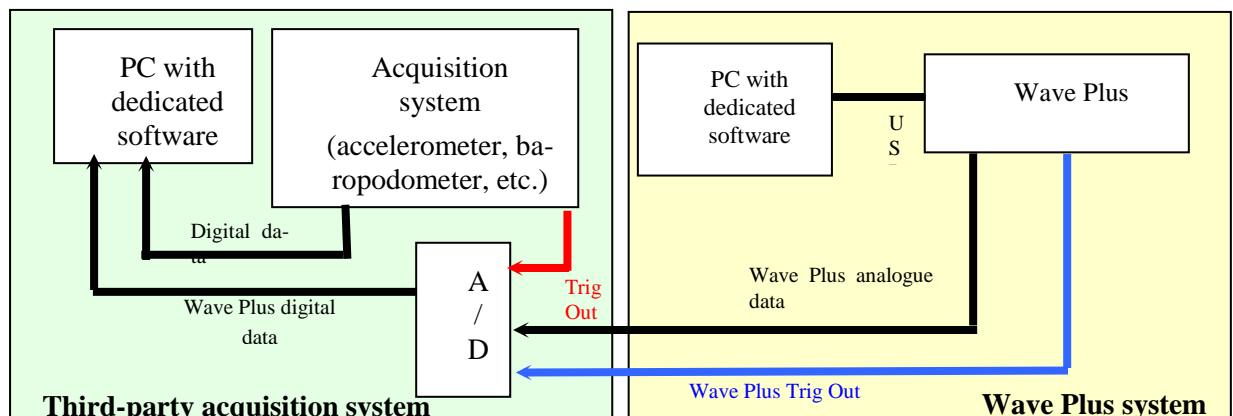 PC with
dedicated
software
Acquisition
system
(accelerometer, ba-
ropodometer, etc.)
Digital da-
Wave Plus digital
data
A
/
D
Trig
Out
Third-party acquisition system
PC with
dedicated
software
U
S
Wave Plus
Wave Plus analogue
data
Wave Plus Trig Out
Wave Plus system